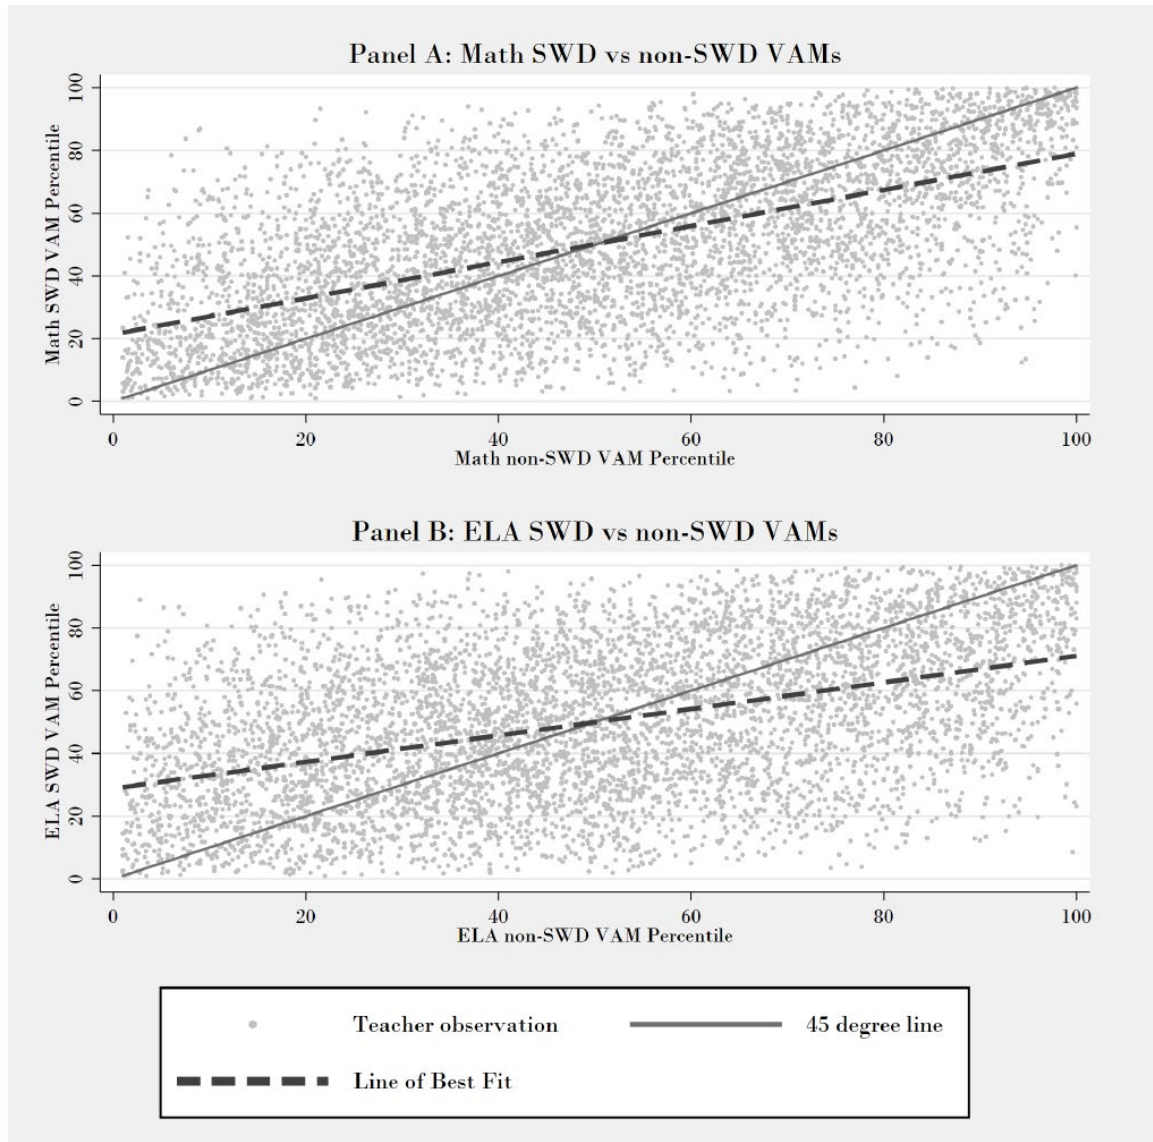 Panel A: Math SWD vs non-SWD VAMs
Math SWD VAM Percentile
100
80
60
40
20
0
0 20 40 60 80 100
Math non-SWD VAM Percentile
Panel B: ELA SWD vs non-SWD VAMs
ELA SWD VAM Percentile
100
80
60
40
20
0
0 20 40 60 80 100
ELA non-SWD VAM Percentile
Teacher observation 45 degree line
Line of Best Fit